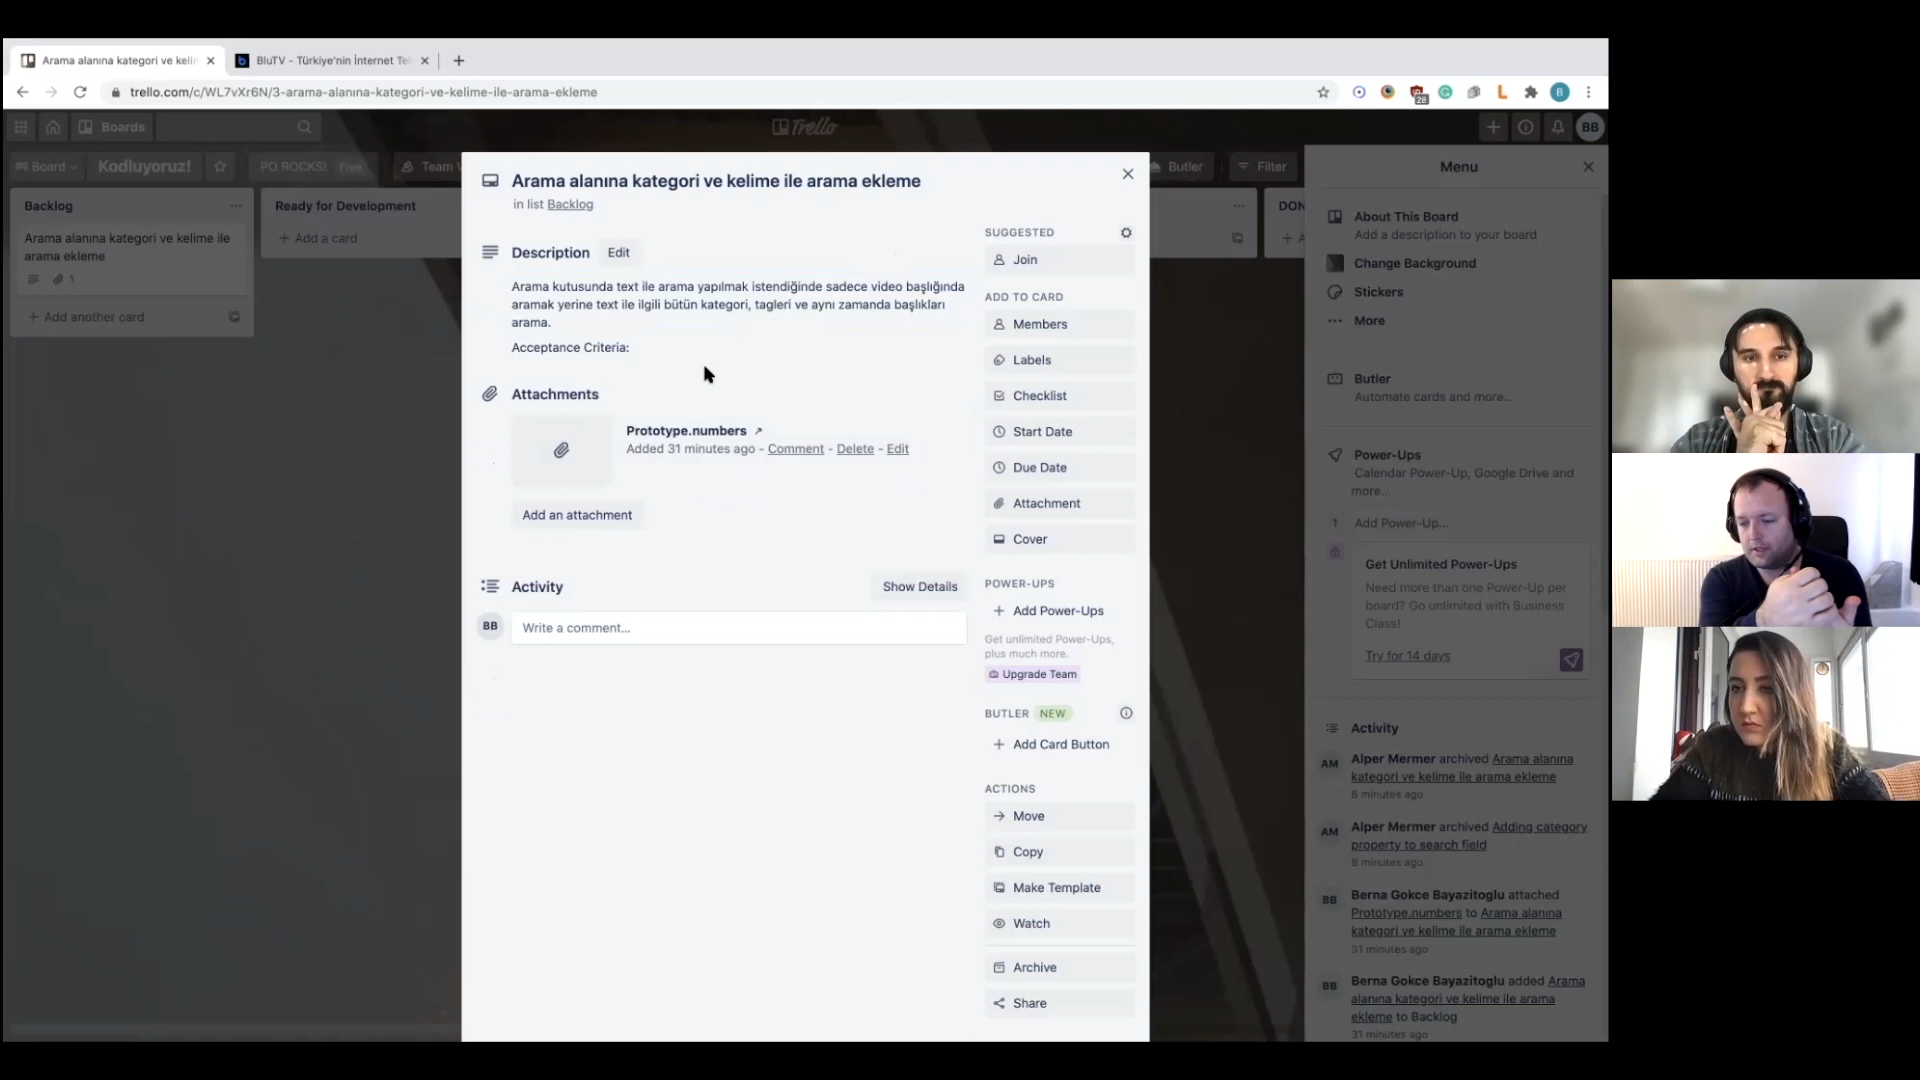 Arama alanına kategori ve kelin
BluTV - Türkiye'nin İnternet Te
trello.com/c/WL7vXr6N/3-arama-alanına-kategori-ve-kelime-ile-arama-ekleme
28
B
Boards
Trello
BB
Board
Kodluyoruz!
PO ROCKS!
Free
Team V
Butler
Filter
Backlog
Arama alanına kategori ve kelime ile
arama ekleme
1
+ Add another card
Ready for Development
+ Add a card
DON
Arama alanına kategori ve kelime ile arama ekleme
in list Backlog
Description
Edit
Arama kutusunda text ile arama yapılmak istendiğinde sadece video başlığında
aramak yerine text ile ilgili bütün kategori, tagleri ve aynı zamanda başlıkları
arama.
Acceptance Criteria:
Attachments
Prototype.numbers
Added 31 minutes ago - Comment - Delete - Edit
Add an attachment
Activity
Show Details
BB
Write a comment...
SUGGESTED
Join
ADD TO CARD
Members
Labels
Checklist
Start Date
Due Date
Attachment
Cover
POWER-UPS
+ Add Power-Ups
Get unlimited Power-Ups,
plus much more.
Upgrade Team
BUTLER NEW
+ Add Card Button
ACTIONS
Move
Copy
Make Template
Watch
Archive
Share
Menu
About This Board
Add a description to your board
Change Background
Stickers
More
Butler
Automate cards and more...
Power-Ups
Calendar Power-Up, Google Drive and
more...
1 Add Power-Up...
Get Unlimited Power-Ups
Need more than one Power-Up per
board? Go unlimited with Business
Class!
Try for 14 days
Activity
AM Alper Mermer archived Arama alanına
kategori ve kelime ile arama ekleme
8 minutes ago
AM Alper Mermer archived Adding category
property to search field
8 minutes ago
BB Berna Gokce Bayazitoglu attached
Prototype.numbers to Arama alanına
kategori ve kelime ile arama ekleme
31 minutes ago
BB Berna Gokce Bayazitoglu added Arama
alanına kategori ve kelime ile arama
ekleme to Backlog
31 minutes ago